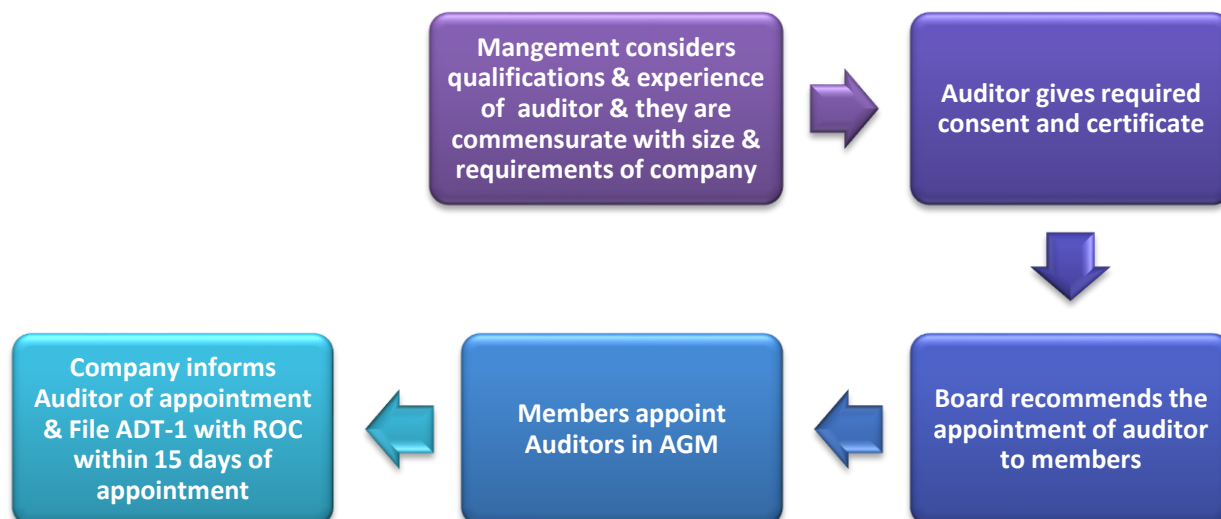 Mangement considers
qualifications & experience
of auditor & they are
commensurate with size &
requirements of company
Auditor gives required
consent and certificate
Board recommends the
appointment of auditor
to members
Members appoint
Auditors in AGM
Company informs
Auditor of appointment
& File ADT-1 with ROC
within 15 days of
appointment